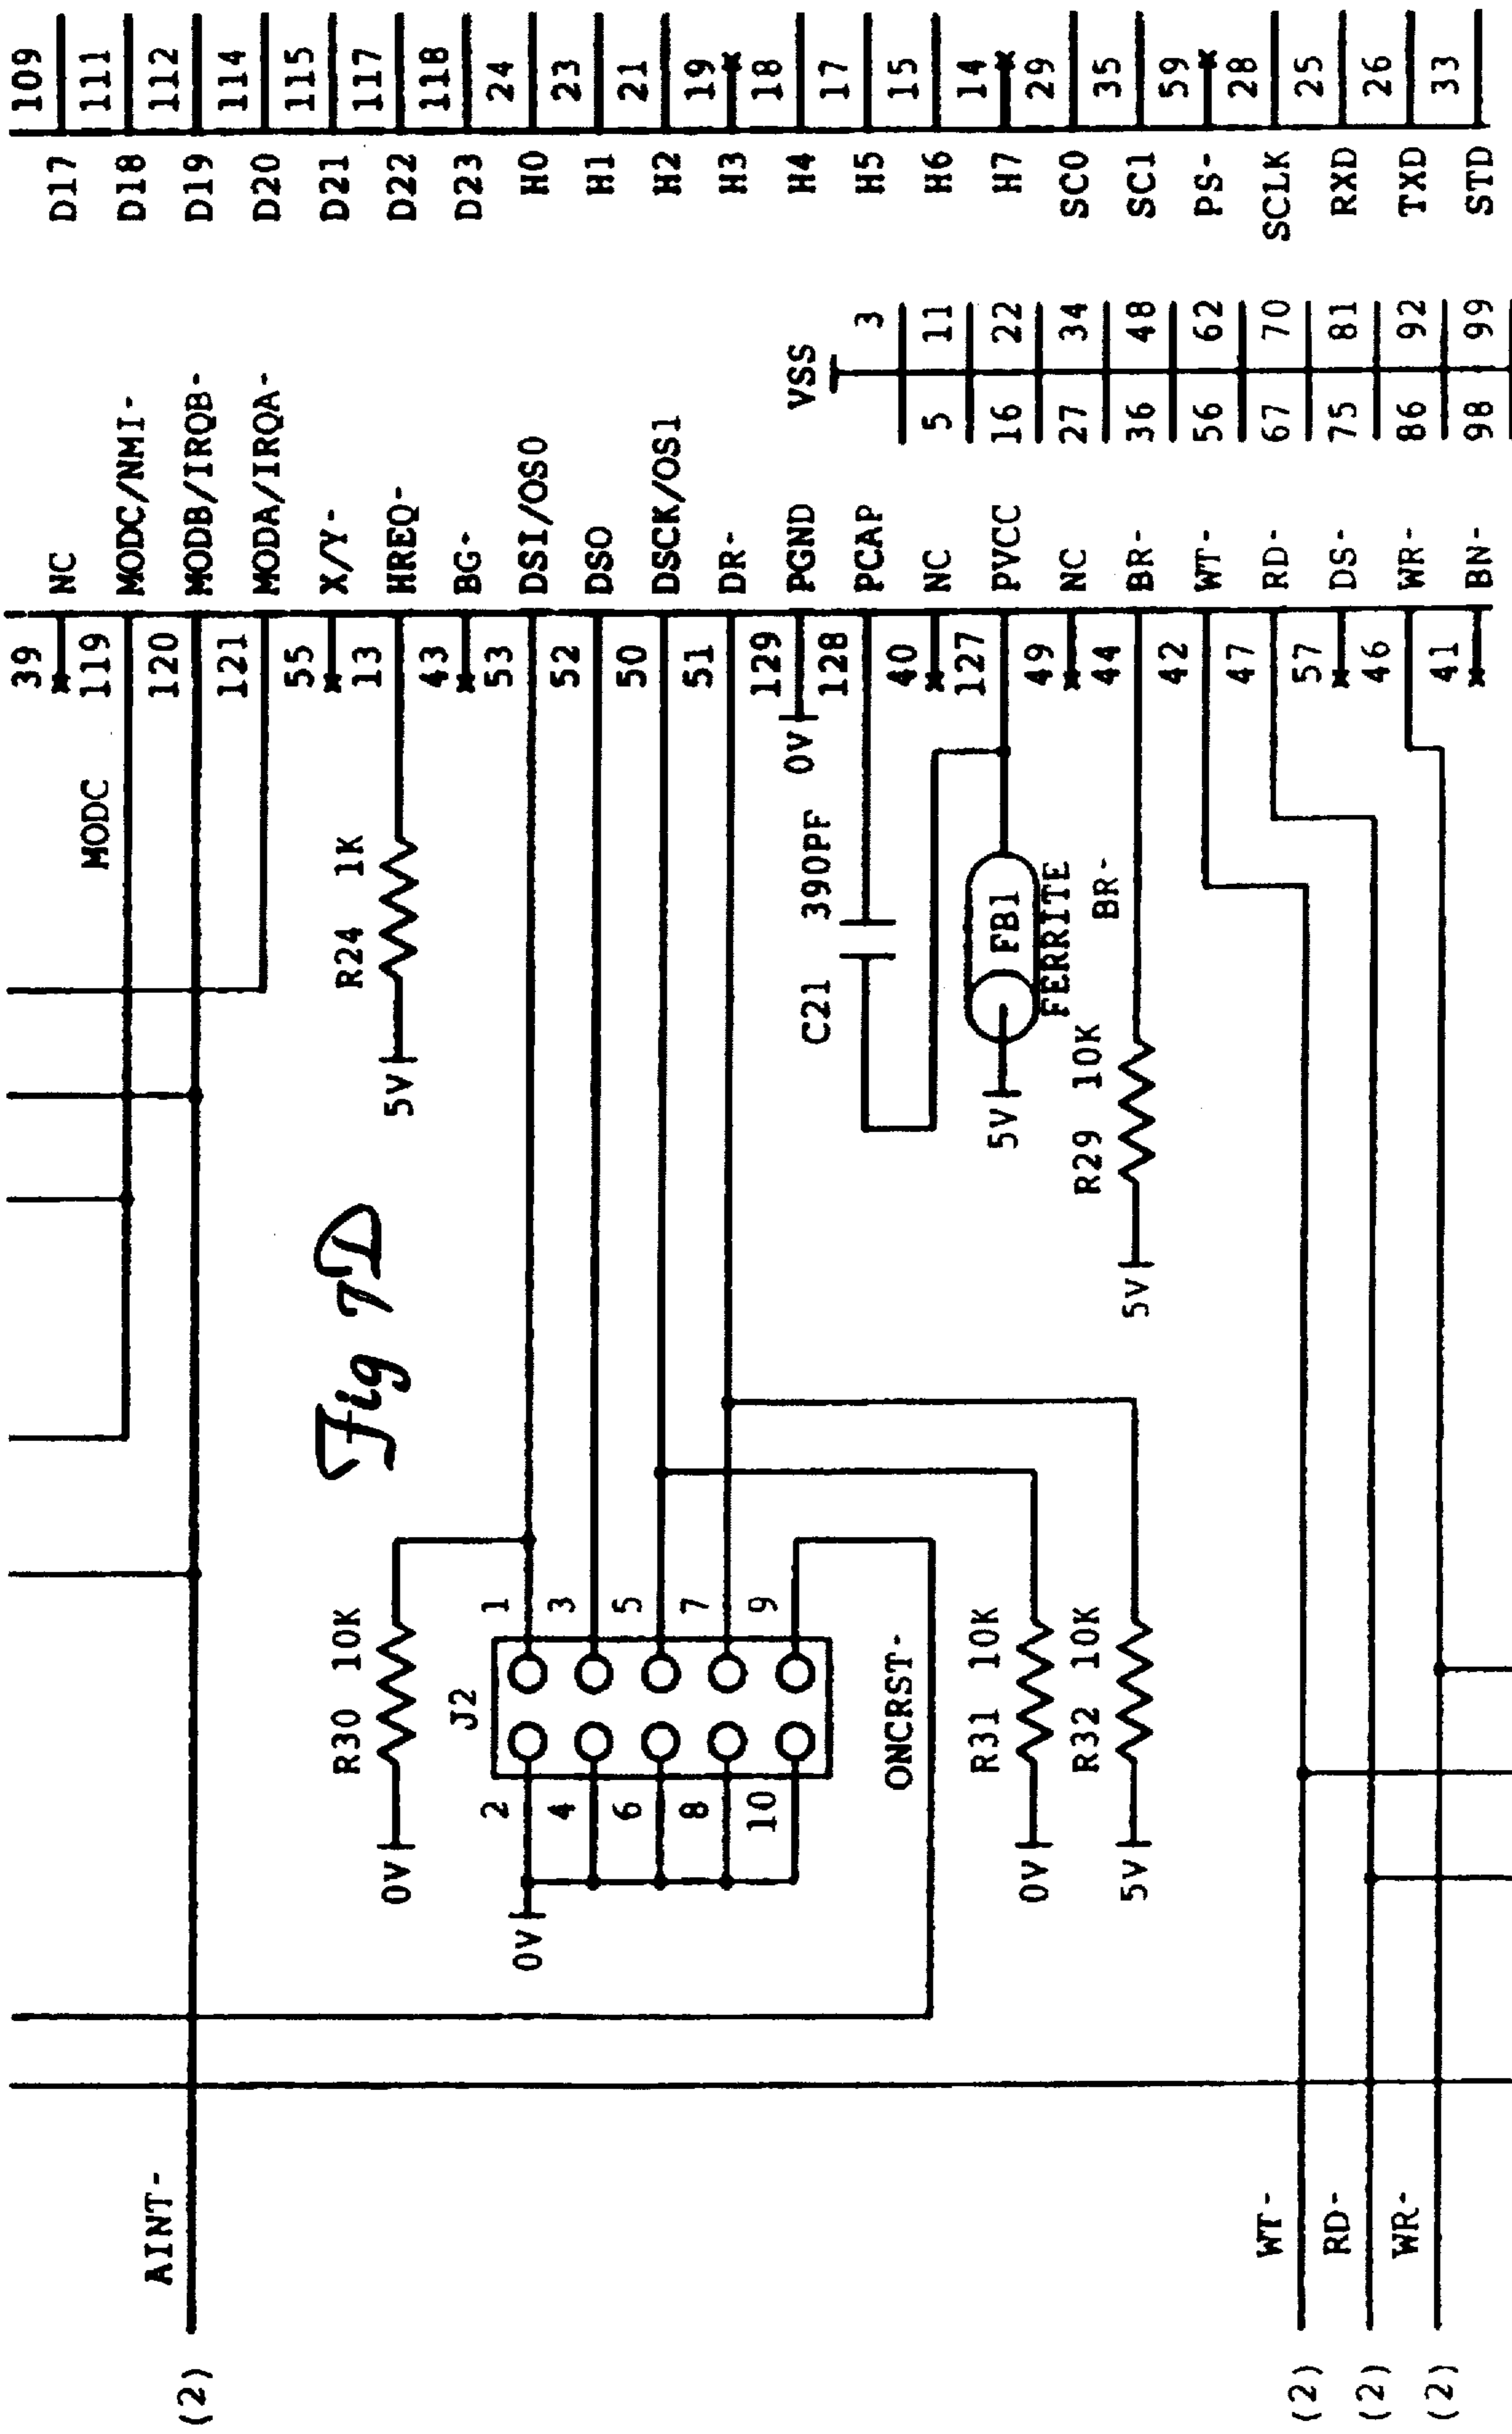 109 D17
111 D18
112 D19
114 D20
115 D21
117 D22
118 D23
24 H0
23 H1
21 H2
19 H3
18 H4
17 H5
15 H6
14 H7
29 SC0
35 SC1
59 PS-
28 SCLK
25 RXD
26 TXD
33 STD
VSS
3
5 11
16 22
27 34
36 48
56 62
67 70
75 81
86 92
98 99
39 NC
119 MODC/NMI-
120 MODB/IRQB-
121 MODA/IRQA-
55 X/Y-
13 HREQ-
43 BG-
53 DSI/OS0
52 DSO
50 DSCK/OS1
51 DR-
129 PGND
128 PCAP
40 NC
127 PVCC
49 NC
44 BR-
42 WT-
47 RD-
57 DS-
46 WR-
41 BN-
MODC
R24 1K
5V
0V
C21 390PF
FB1
FERRITE
5V
BR-
R29 10K
5V
Fig 7D
R30 10K
0V
J2
2 1
4 3
6 5
8 7
10 9
0V
ONCRST-
R31 10K
0V
R32 10K
5V
(2) AINT-
(2) WT-
(2) RD-
(2) WR-